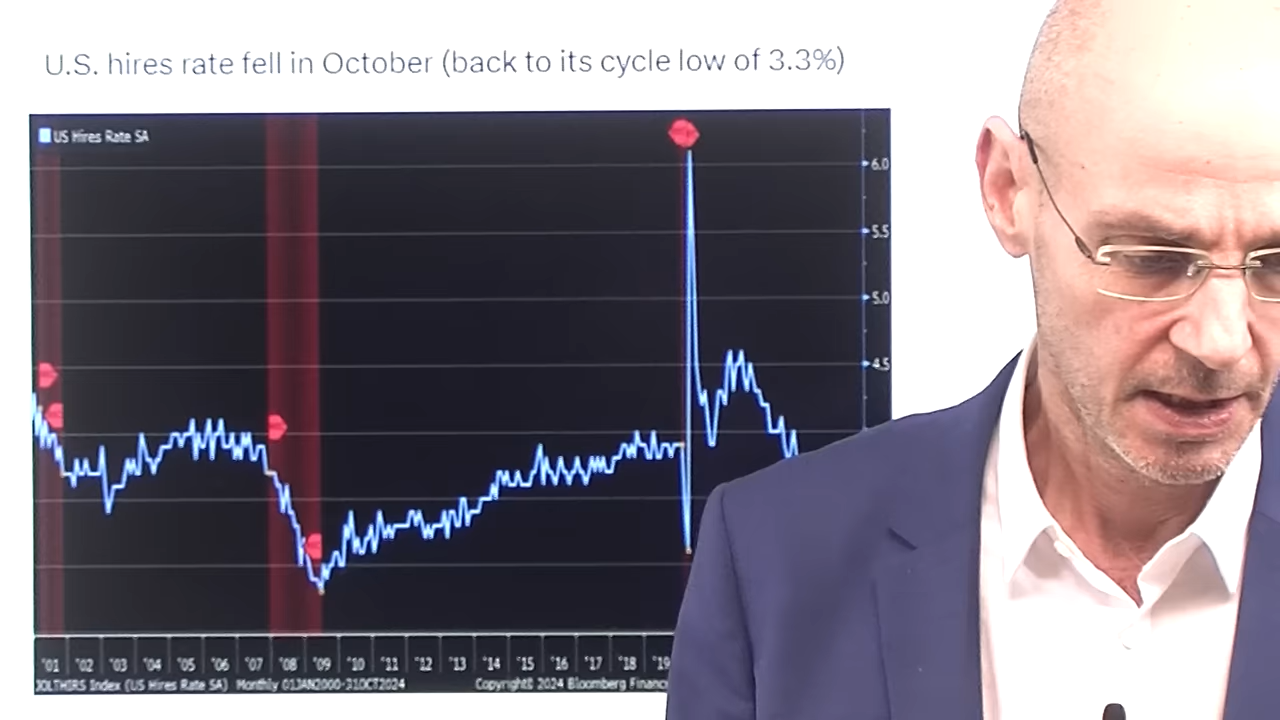 U.S. hires rate fell in October (back to its cycle low of 3.3%)
US Hires Rate SA
6.0
5.5
5.0
4.5
'01 '02 '03 '04 '05 '06 '07 '08 '09 '10 '11 '12 '13 '14 '15 '16 '17 '18 '19
JOLTHIRS Index (US Hires Rate SA) Monthly 01JAN2000-31OCT2024 Copyright© 2024 Bloomberg Financ